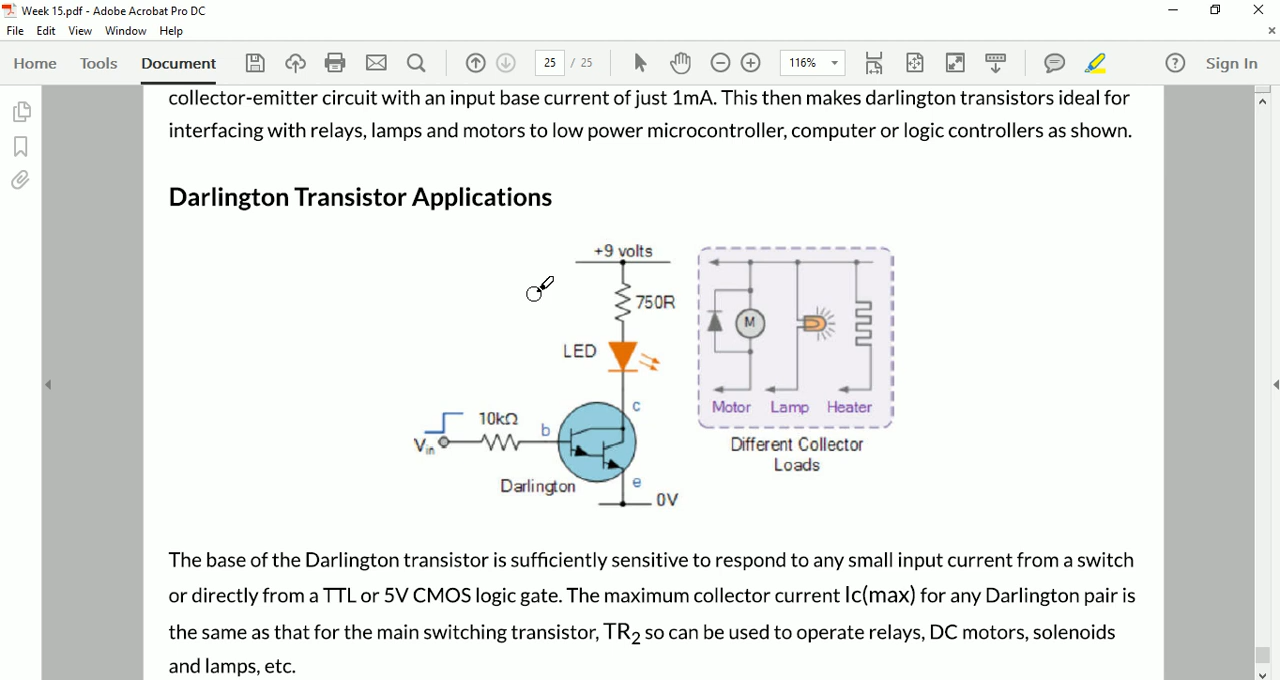 Week 15.pdf - Adobe Acrobat Pro DC
File Edit View Window Help
Home Tools Document 25 / 25 116% Sign In
collector-emitter circuit with an input base current of just 1mA. This then makes darlington transistors ideal for
interfacing with relays, lamps and motors to low power microcontroller, computer or logic controllers as shown.
Darlington Transistor Applications
+9 volts
750R
LED
M
c
Motor Lamp Heater
10kΩ
b
Vin
Different Collector
Loads
Darlington
e
0V
The base of the Darlington transistor is sufficiently sensitive to respond to any small input current from a switch
or directly from a TTL or 5V CMOS logic gate. The maximum collector current Ic(max) for any Darlington pair is
the same as that for the main switching transistor, TR2 so can be used to operate relays, DC motors, solenoids
and lamps, etc.